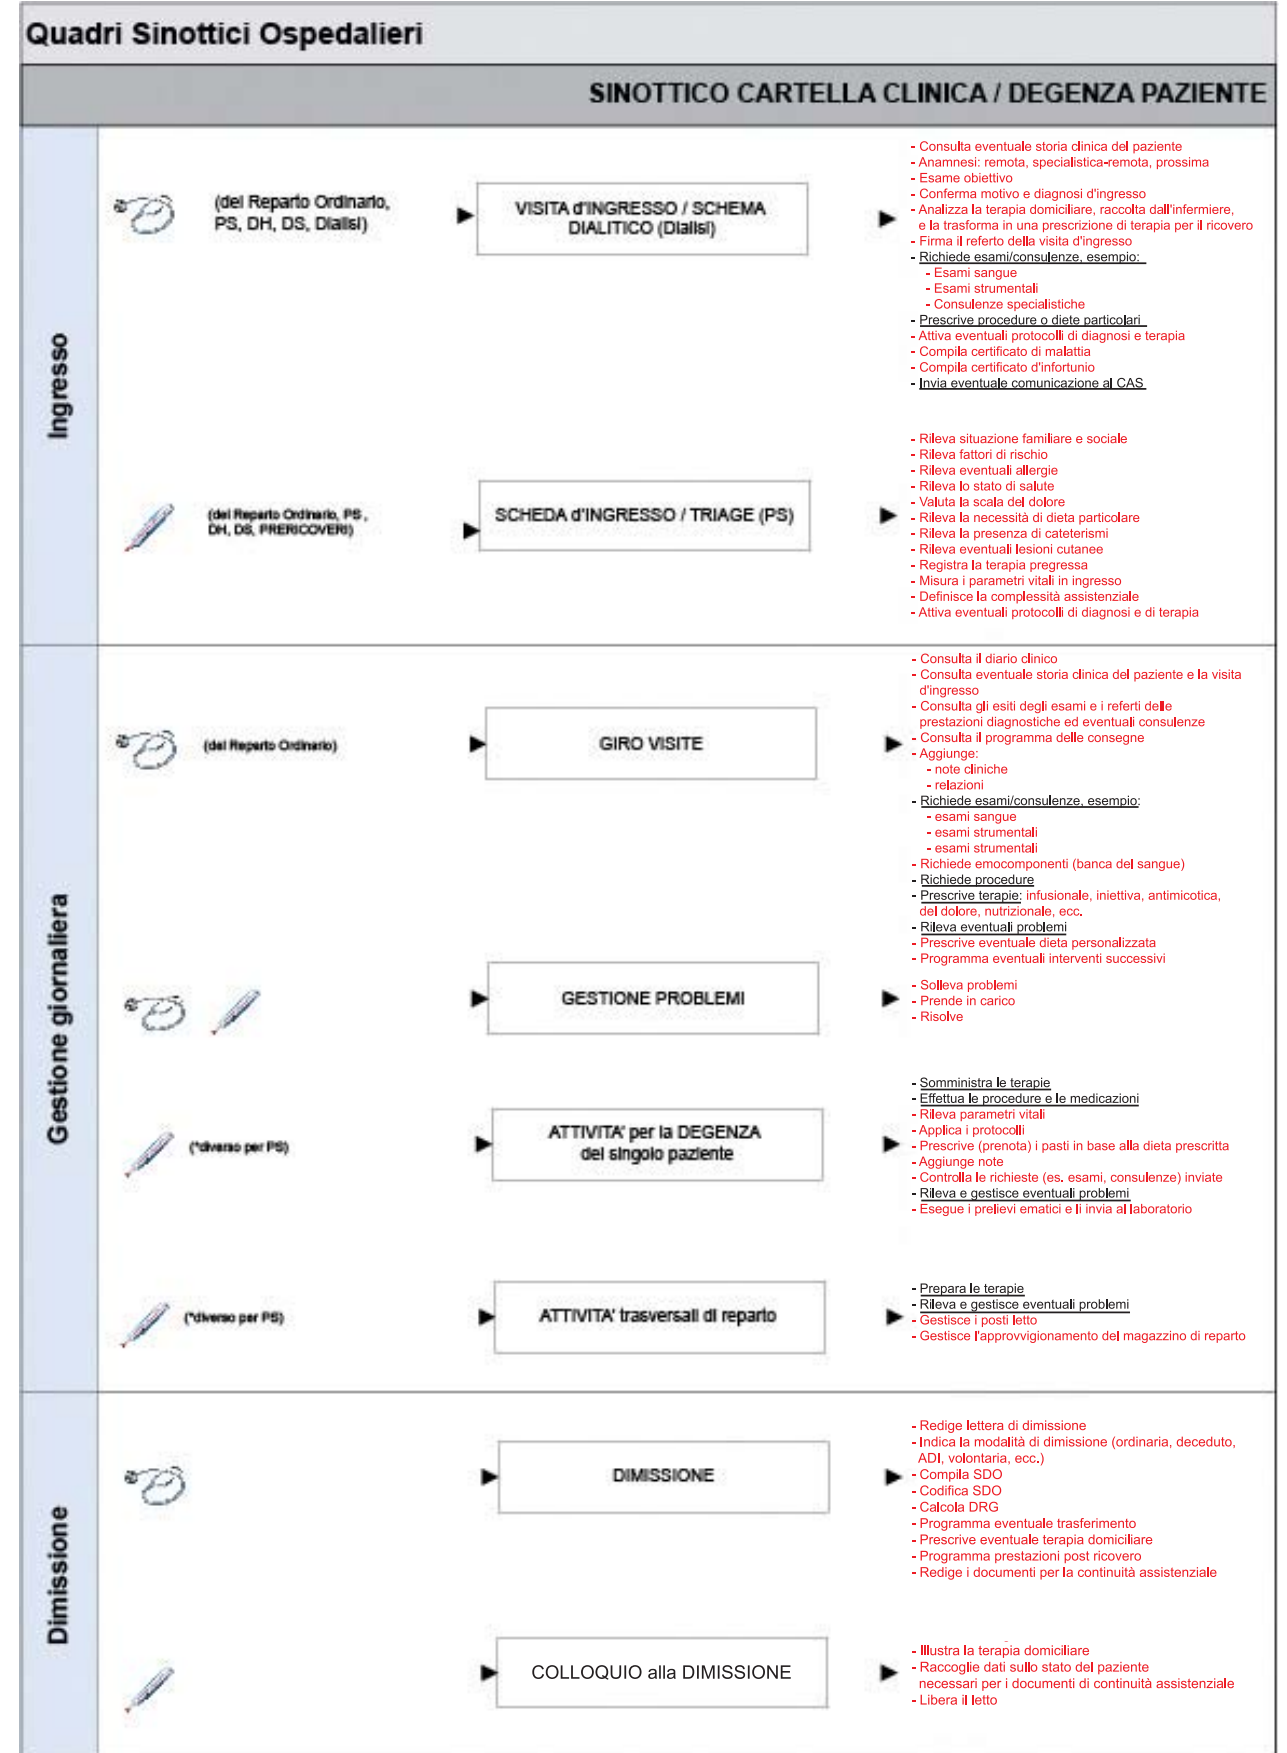 Quadri Sinottici Ospedalieri
SINOTTICO CARTELLA CLINICA / DEGENZA PAZIENTE
Ingresso
(del Reparto Ordinario,
PS, DH, DS, Dialisi)
VISITA d'INGRESSO / SCHEMA
DIALITICO (Dialisi)
- Consulta eventuale storia clinica del paziente
- Anamnesi: remota, specialistica-remota, prossima
- Esame obiettivo
- Conferma motivo e diagnosi d'ingresso
- Analizza la terapia domiciliare, raccolta dall'infermiere,
e la trasforma in una prescrizione di terapia per il ricovero
- Firma il referto della visita d'ingresso
- Richiede esami/consulenze, esempio:
- Esami sangue
- Esami strumentali
- Consulenze specialistiche
- Prescrive procedure o diete particolari
- Attiva eventuali protocolli di diagnosi e terapia
- Compila certificato di malattia
- Compila certificato d'infortunio
- Invia eventuale comunicazione al CAS
(del Reparto Ordinario, PS ,
DH, DS, PRERICOVERI)
SCHEDA d'INGRESSO / TRIAGE (PS)
- Rileva situazione familiare e sociale
- Rileva fattori di rischio
- Rileva eventuali allergie
- Rileva lo stato di salute
- Valuta la scala del dolore
- Rileva la necessità di dieta particolare
- Rileva la presenza di cateterismi
- Rileva eventuali lesioni cutanee
- Registra la terapia pregressa
- Misura i parametri vitali in ingresso
- Definisce la complessità assistenziale
- Attiva eventuali protocolli di diagnosi e di terapia
Gestione giornaliera
(del Reparto Ordinario)
GIRO VISITE
- Consulta il diario clinico
- Consulta eventuale storia clinica del paziente e la visita
d'ingresso
- Consulta gli esiti degli esami e i referti delle
prestazioni diagnostiche ed eventuali consulenze
- Consulta il programma delle consegne
- Aggiunge:
- note cliniche
- relazioni
- Richiede esami/consulenze, esempio:
- esami sangue
- esami strumentali
- esami strumentali
- Richiede emocomponenti (banca del sangue)
- Richiede procedure
- Prescrive terapie: infusionale, iniettiva, antimicotica,
del dolore, nutrizionale, ecc.
- Rileva eventuali problemi
- Prescrive eventuale dieta personalizzata
- Programma eventuali interventi successivi
GESTIONE PROBLEMI
- Solleva problemi
- Prende in carico
- Risolve
(*diverso per PS)
ATTIVITA' per la DEGENZA
del singolo paziente
- Somministra le terapie
- Effettua le procedure e le medicazioni
- Rileva parametri vitali
- Applica i protocolli
- Prescrive (prenota) i pasti in base alla dieta prescritta
- Aggiunge note
- Controlla le richieste (es. esami, consulenze) inviate
- Rileva e gestisce eventuali problemi
- Esegue i prelievi ematici e li invia al laboratorio
(*diverso per PS)
ATTIVITA' trasversali di reparto
- Prepara le terapie
- Rileva e gestisce eventuali problemi
- Gestisce i posti letto
- Gestisce l'approvvigionamento del magazzino di reparto
Dimissione
DIMISSIONE
- Redige lettera di dimissione
- Indica la modalità di dimissione (ordinaria, deceduto,
ADI, volontaria, ecc.)
- Compila SDO
- Codifica SDO
- Calcola DRG
- Programma eventuale trasferimento
- Prescrive eventuale terapia domiciliare
- Programma prestazioni post ricovero
- Redige i documenti per la continuità assistenziale
COLLOQUIO alla DIMISSIONE
- Illustra la terapia domiciliare
- Raccoglie dati sullo stato del paziente
necessari per i documenti di continuità assistenziale
- Libera il letto